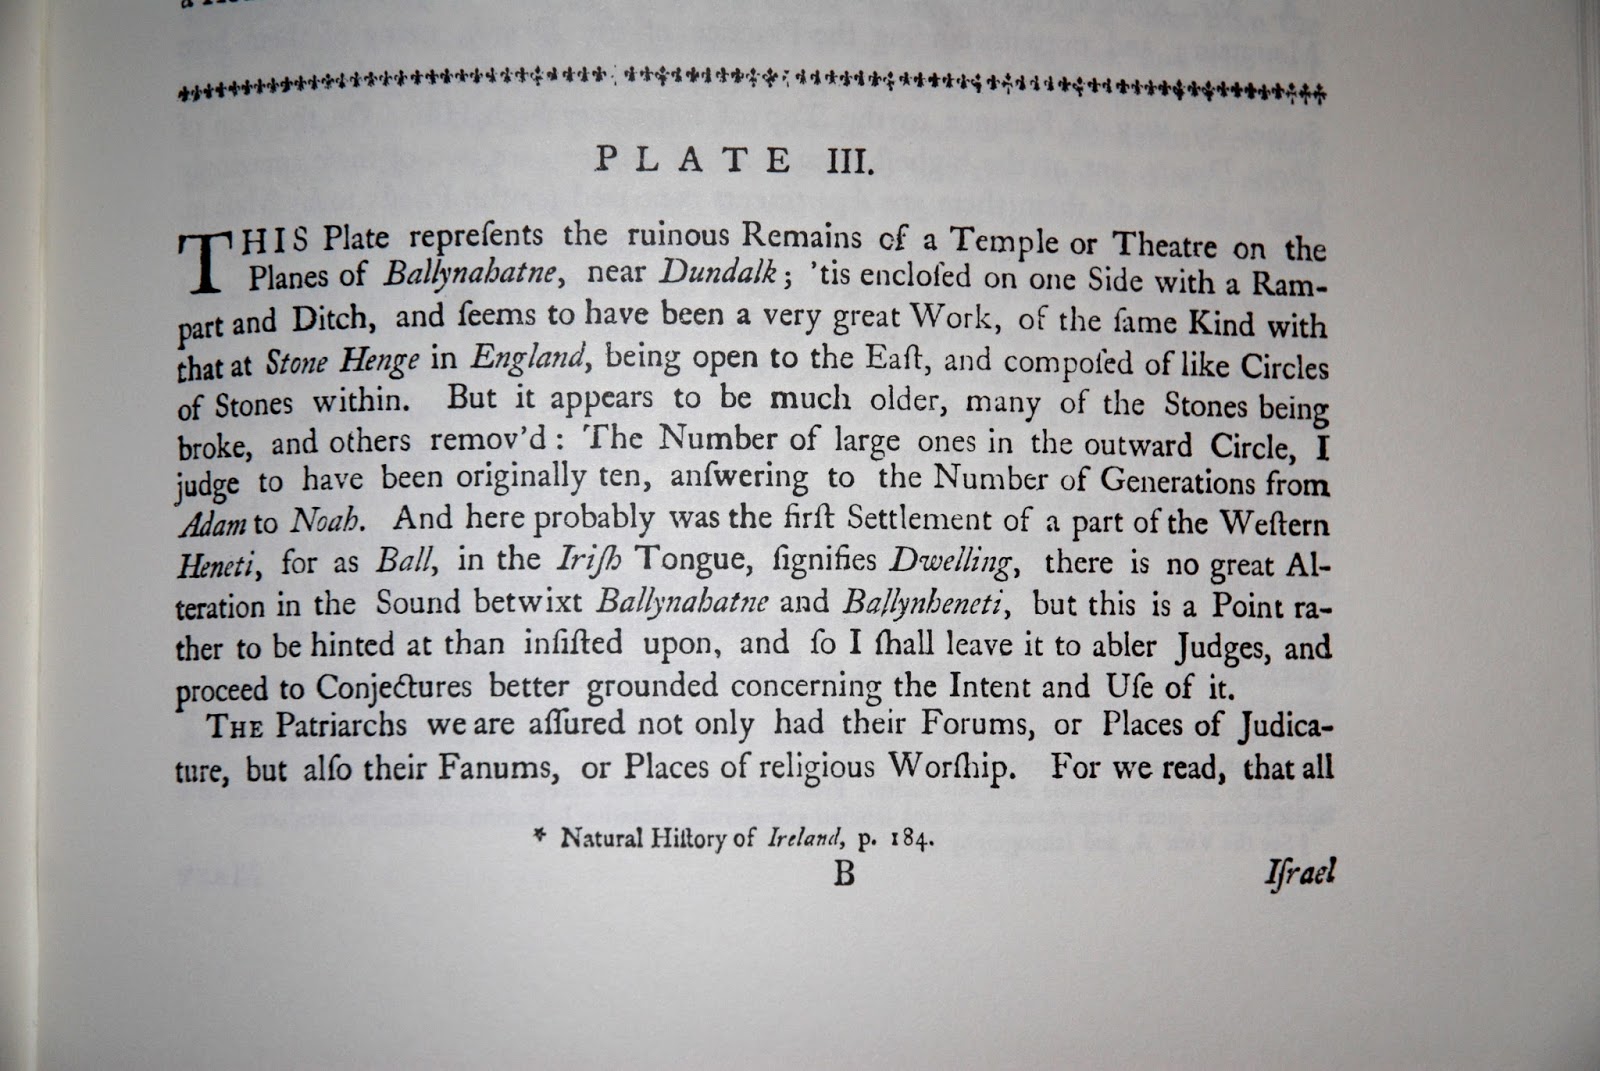 PLATE III.
THIS Plate repreſents the ruinous Remains of a Temple or Theatre on the
Planes of Ballynahatne, near Dundalk; 'tis encloſed on one Side with a Ram-
part and Ditch, and ſeems to have been a very great Work, of the ſame Kind with
that at Stone Henge in England, being open to the Eaſt, and compoſed of like Circles
of Stones within. But it appears to be much older, many of the Stones being
broke, and others remov'd: The Number of large ones in the outward Circle, I
judge to have been originally ten, anſwering to the Number of Generations from
Adam to Noah. And here probably was the firſt Settlement of a part of the Weſtern
Heneti, for as Ball, in the Iriſh Tongue, ſignifies Dwelling, there is no great Al-
teration in the Sound betwixt Ballynahatne and Ballynheneti, but this is a Point ra-
ther to be hinted at than inſiſted upon, and ſo I ſhall leave it to abler Judges, and
proceed to Conjectures better grounded concerning the Intent and Uſe of it.
THE Patriarchs we are aſſured not only had their Forums, or Places of Judica-
ture, but alſo their Fanums, or Places of religious Worſhip. For we read, that all
* Natural Hiſtory of Ireland, p. 184.
B
Iſrael